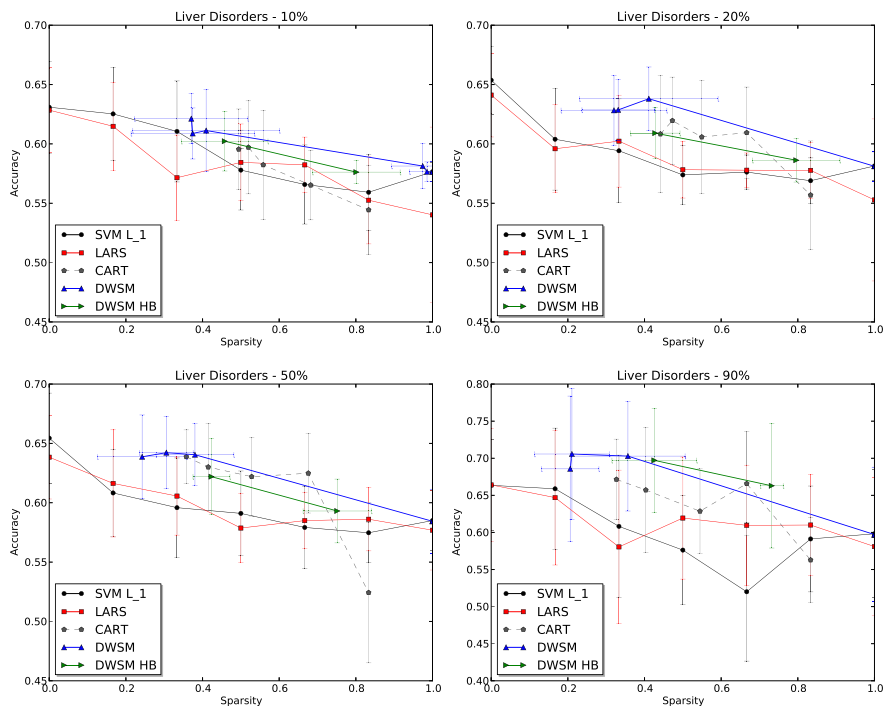 Liver Disorders - 10%
0.70
0.65
0.60
0.55
0.50
0.45
Accuracy
SVM L_1
LARS
CART
DWSM
DWSM HB
0.0 0.2 0.4 0.6 0.8 1.0
Sparsity
Liver Disorders - 20%
0.70
0.65
0.60
0.55
0.50
0.45
Accuracy
SVM L_1
LARS
CART
DWSM
DWSM HB
0.0 0.2 0.4 0.6 0.8 1.0
Sparsity
Liver Disorders - 50%
0.70
0.65
0.60
0.55
0.50
0.45
Accuracy
SVM L_1
LARS
CART
DWSM
DWSM HB
0.0 0.2 0.4 0.6 0.8 1.0
Sparsity
Liver Disorders - 90%
0.80
0.75
0.70
0.65
0.60
0.55
0.50
0.45
0.40
Accuracy
SVM L_1
LARS
CART
DWSM
DWSM HB
0.0 0.2 0.4 0.6 0.8 1.0
Sparsity